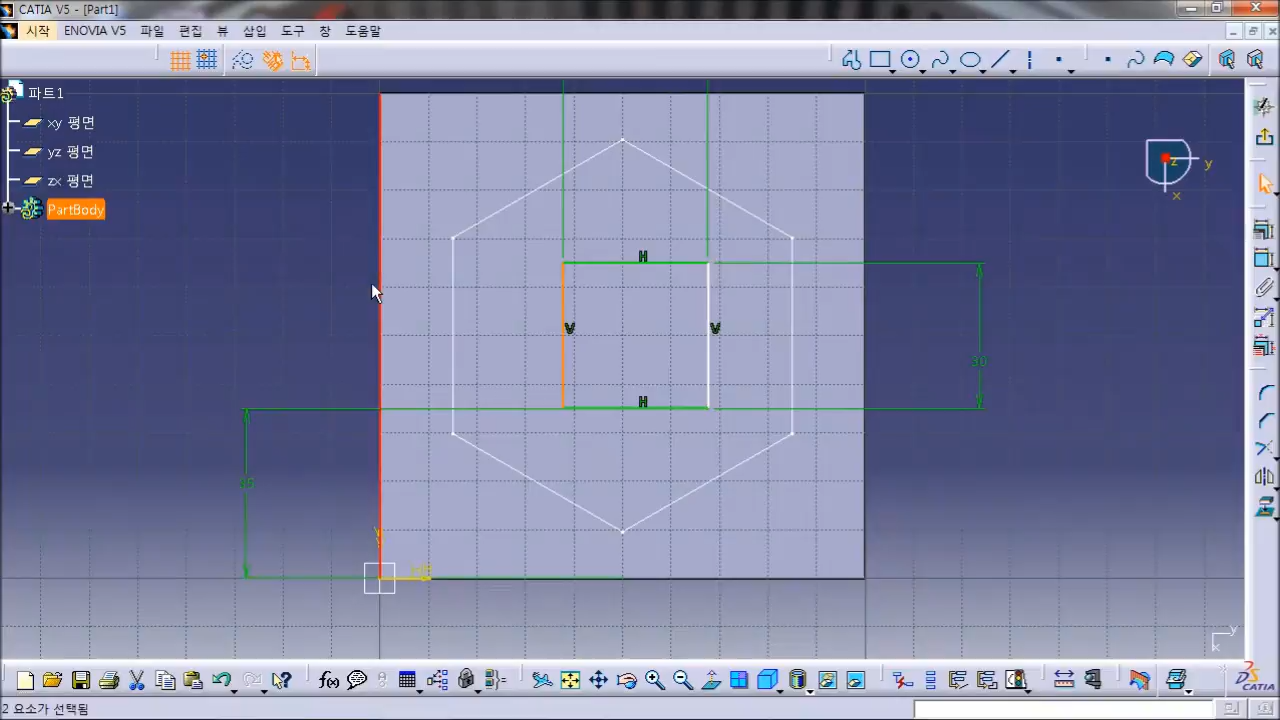 CATIA V5 - [Part1]
시작 ENOVIA V5 파일 편집 뷰 삽입 도구 창 도움말
파트1
xy 평면
yz 평면
zx 평면
PartBody
z
y
x
H
V V
30
H
35
H
V
y
x
f(x)
CATIA
2 요소가 선택됨